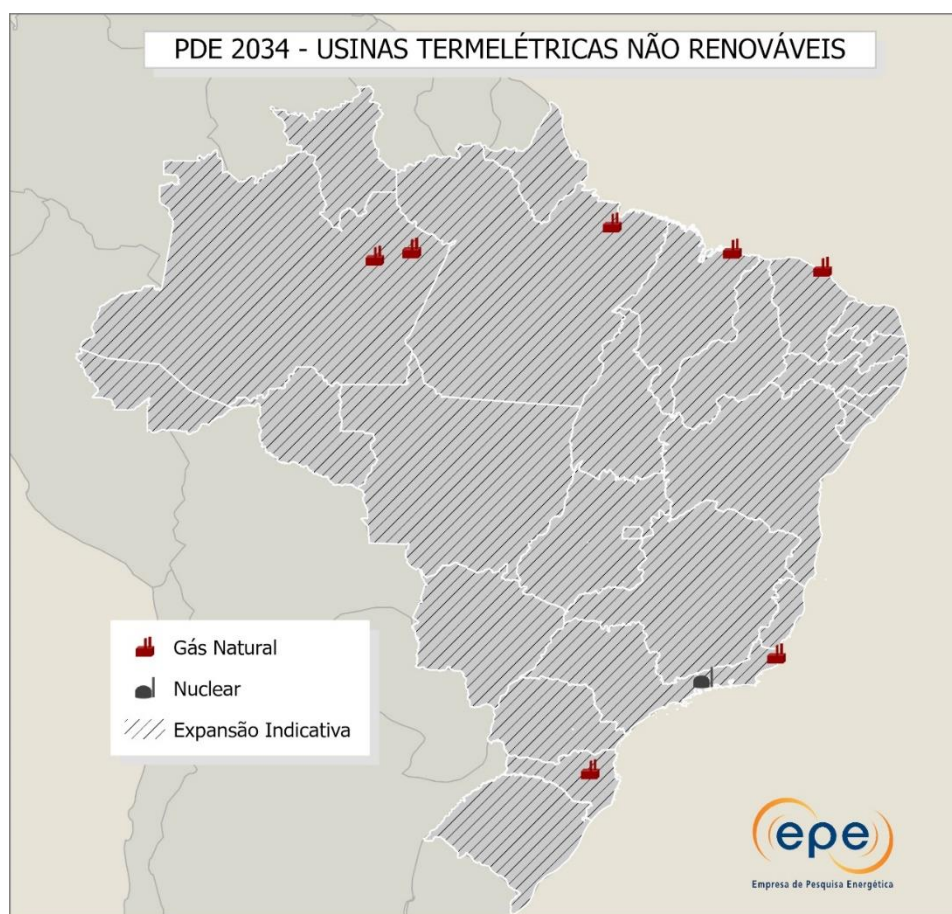 PDE 2034 - USINAS TERMELÉTRICAS NÃO RENOVÁVEIS
Gás Natural
Nuclear
Expansão Indicativa
epe
Empresa de Pesquisa Energética